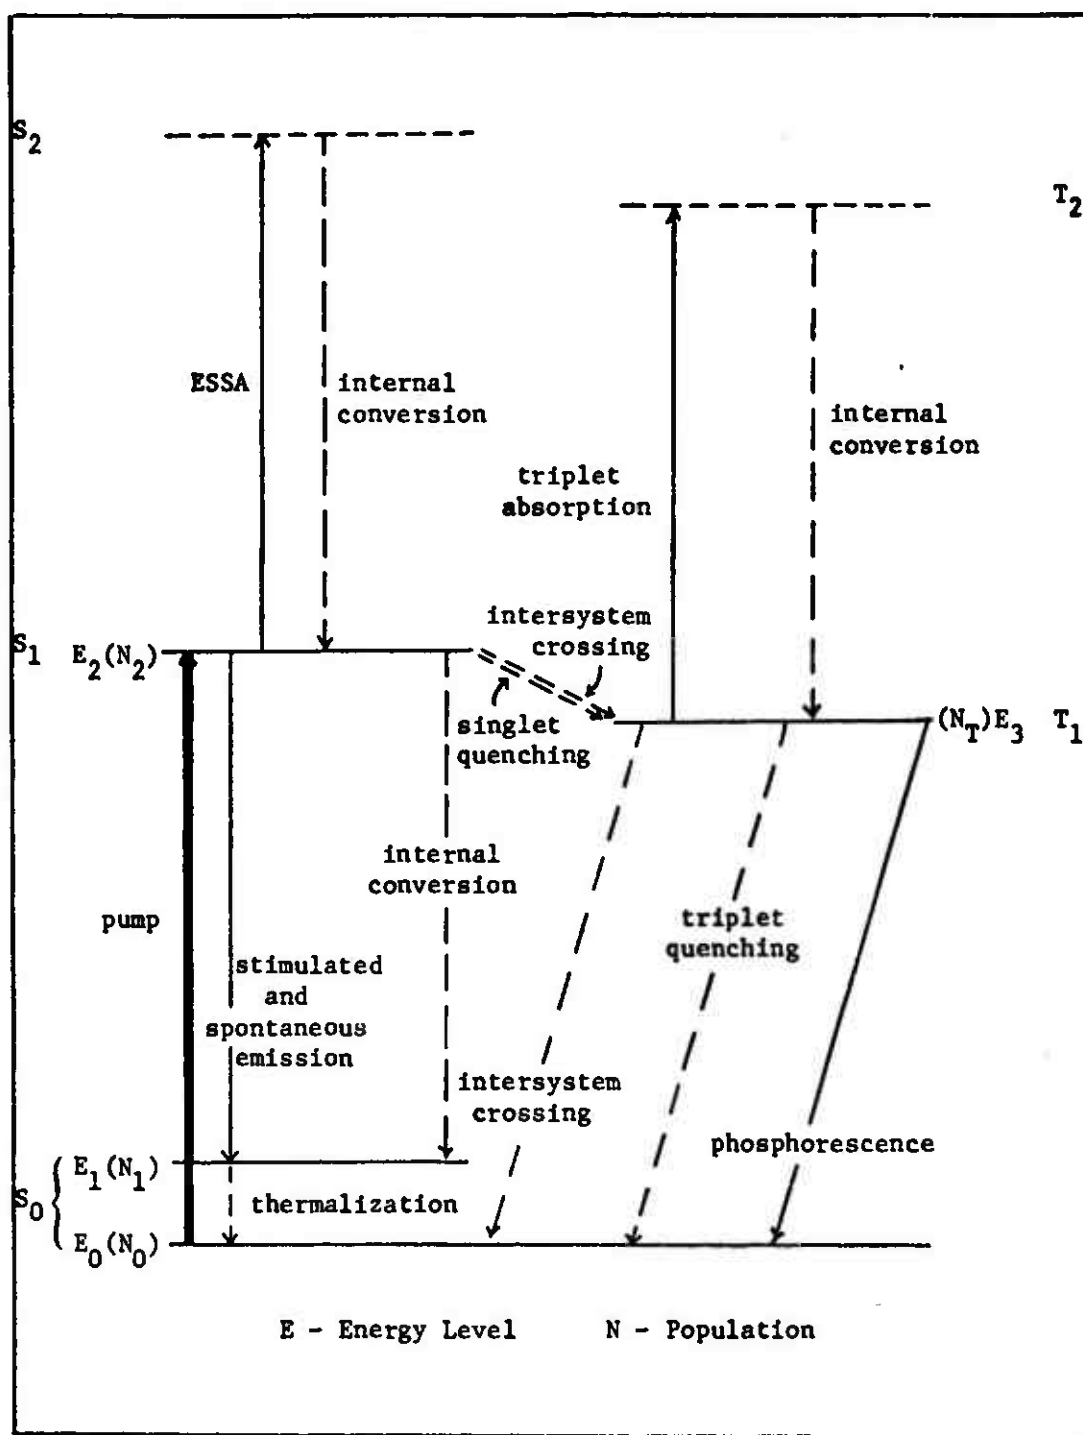 S2
T2
ESSA
internal
conversion
internal
conversion
triplet
absorption
intersystem
crossing
S1 E2(N2)
singlet
quenching
(NT)E3 T1
internal
conversion
pump
triplet
quenching
stimulated
and
spontaneous
emission
intersystem
crossing
phosphorescence
E1(N1)
S0
thermalization
E0(N0)
E - Energy Level N - Population